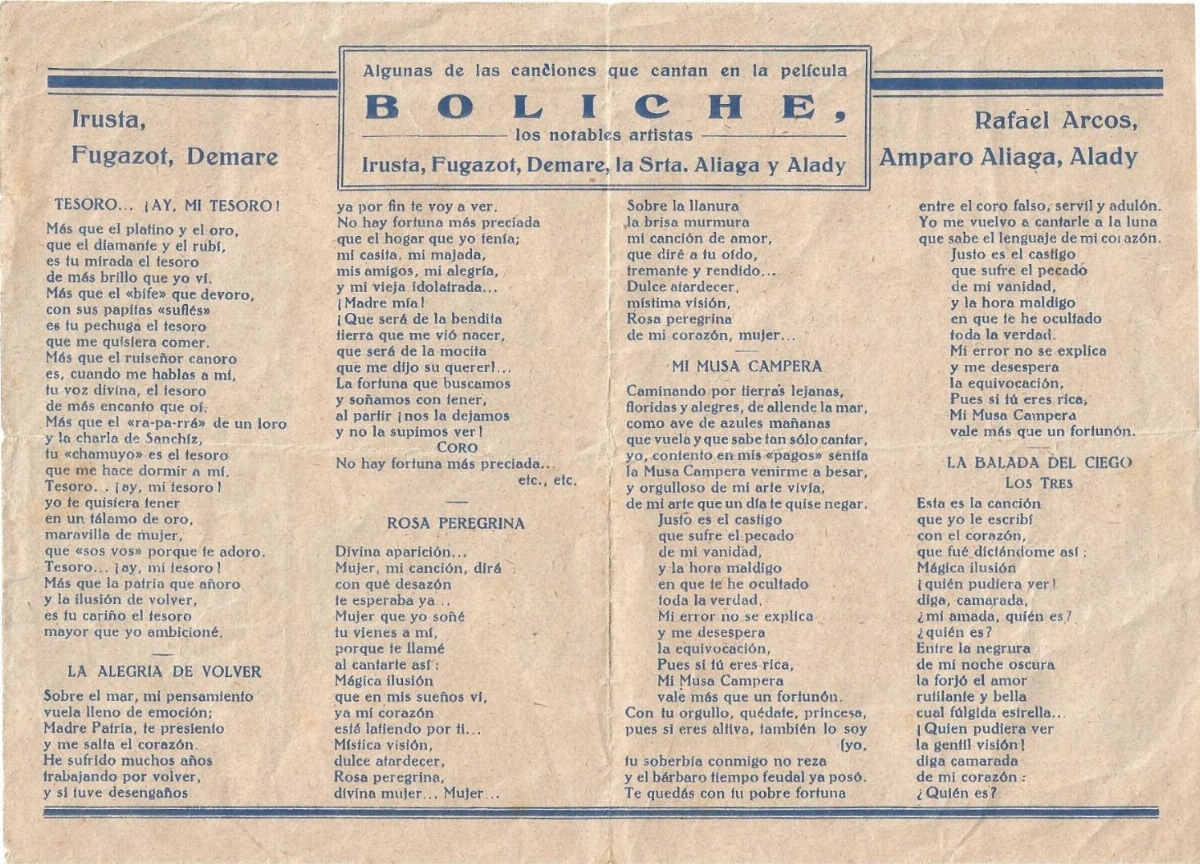 Irusta,
Fugazot, Demare
Algunas de las canciones que cantan en la película
BOLICHE,
los notables artistas
Irusta, Fugazot, Demare, la Srta. Aliaga y Alady
Rafael Arcos,
Amparo Aliaga, Alady
TESORO... ¡AY, MI TESORO!
Más que el platino y el oro,
que el diamante y el rubí,
es tu mirada el tesoro
de más brillo que yo vi.
Más que el «bife» que devoro,
con sus papitas «suflés»
es tu pechuga el tesoro
que me quisiera comer.
Más que el ruiseñor canoro
es, cuando me hablas a mí,
tu voz divina, el tesoro
de más encanto que oí.
Más que el «ra-pa-rrá» de un loro
y la charla de Sanchíz,
tu «chamuyo» es el tesoro
que me hace dormir a mí.
Tesoro... ¡ay, mi tesoro!
yo te quisiera tener
en un tálamo de oro,
maravilla de mujer,
que «sos vos» porque te adoro.
Tesoro... ¡ay, mi tesoro!
Más que la patria que añoro
y la ilusión de volver,
es tu cariño el tesoro
mayor que yo ambicioné.
LA ALEGRIA DE VOLVER
Sobre el mar, mi pensamiento
vuela lleno de emoción;
Madre Patria, te presiento
y me salta el corazón.
He sufrido muchos años
trabajando por volver,
y si tuve desengaños
ya por fin te voy a ver.
No hay fortuna más preciada
que el hogar que yo tenía;
mi casita, mi majada,
mis amigos, mi alegría,
y mi vieja idolatrada...
¡Madre mía!
¡Que será de la bendita
tierra que me vió nacer,
que será de la mocita
que me dijo su querer!...
La fortuna que buscamos
y soñamos con tener,
al partir ¡nos la dejamos
y no la supimos ver!
CORO
No hay fortuna más preciada...
etc., etc.
ROSA PEREGRINA
Divina aparición...
Mujer, mi canción, dirá
con qué desazón
te esperaba ya...
Mujer que yo soñé
tu vienes a mí,
porque te llamé
al cantarte así:
Mágica ilusión
que en mis sueños vi,
ya mi corazón
está latiendo por ti...
Mística visión,
dulce atardecer,
Rosa peregrina,
divina mujer... Mujer...
Sobre la llanura
la brisa murmura
mi canción de amor,
que diré a tu oído,
tremante y rendido...
Dulce atardecer,
místima visión,
Rosa peregrina
de mi corazón, mujer...
MI MUSA CAMPERA
Caminando por tierras lejanas,
floridas y alegres, de allende la mar,
como ave de azules mañanas
que vuela y que sabe tan sólo cantar,
yo, contento en mis «pagos» sentía
la Musa Campera venirme a besar,
y orgulloso de mi arte vivía,
de mi arte que un día te quise negar.
Justo es el castigo
que sufre el pecado
de mi vanidad,
y la hora maldigo
en que te he ocultado
toda la verdad.
Mi error no se explica
y me desespera
la equivocación,
Pues si tú eres rica,
Mi Musa Campera
vale más que un fortunón.
Con tu orgullo, quédate, princesa,
pues si eres altiva, también lo soy
(yo,
tu soberbia conmigo no reza
y el bárbaro tiempo feudal ya posó.
Te quedás con tu pobre fortuna
entre el coro falso, servil y adulón.
Yo me vuelvo a cantarle a la luna
que sabe el lenguaje de mi corazón.
Justo es el castigo
que sufre el pecado
de mi vanidad,
y la hora maldigo
en que te he ocultado
toda la verdad.
Mi error no se explica
y me desespera
la equivocación,
Pues si tú eres rica,
Mi Musa Campera
vale más que un fortunón.
LA BALADA DEL CIEGO
LOS TRES
Esta es la canción
que yo le escribí
con el corazón,
que fué dictándome así:
Mágica ilusión
¡quién pudiera ver!
diga, camarada,
¿mi amada, quién es?
¿quién es?
Entre la negrura
de mi noche oscura
la forjó el amor
rutilante y bella
cual fúlgida estrella...
¡Quien pudiera ver
la gentil visión!
diga camarada
de mi corazón:
¿Quién es?